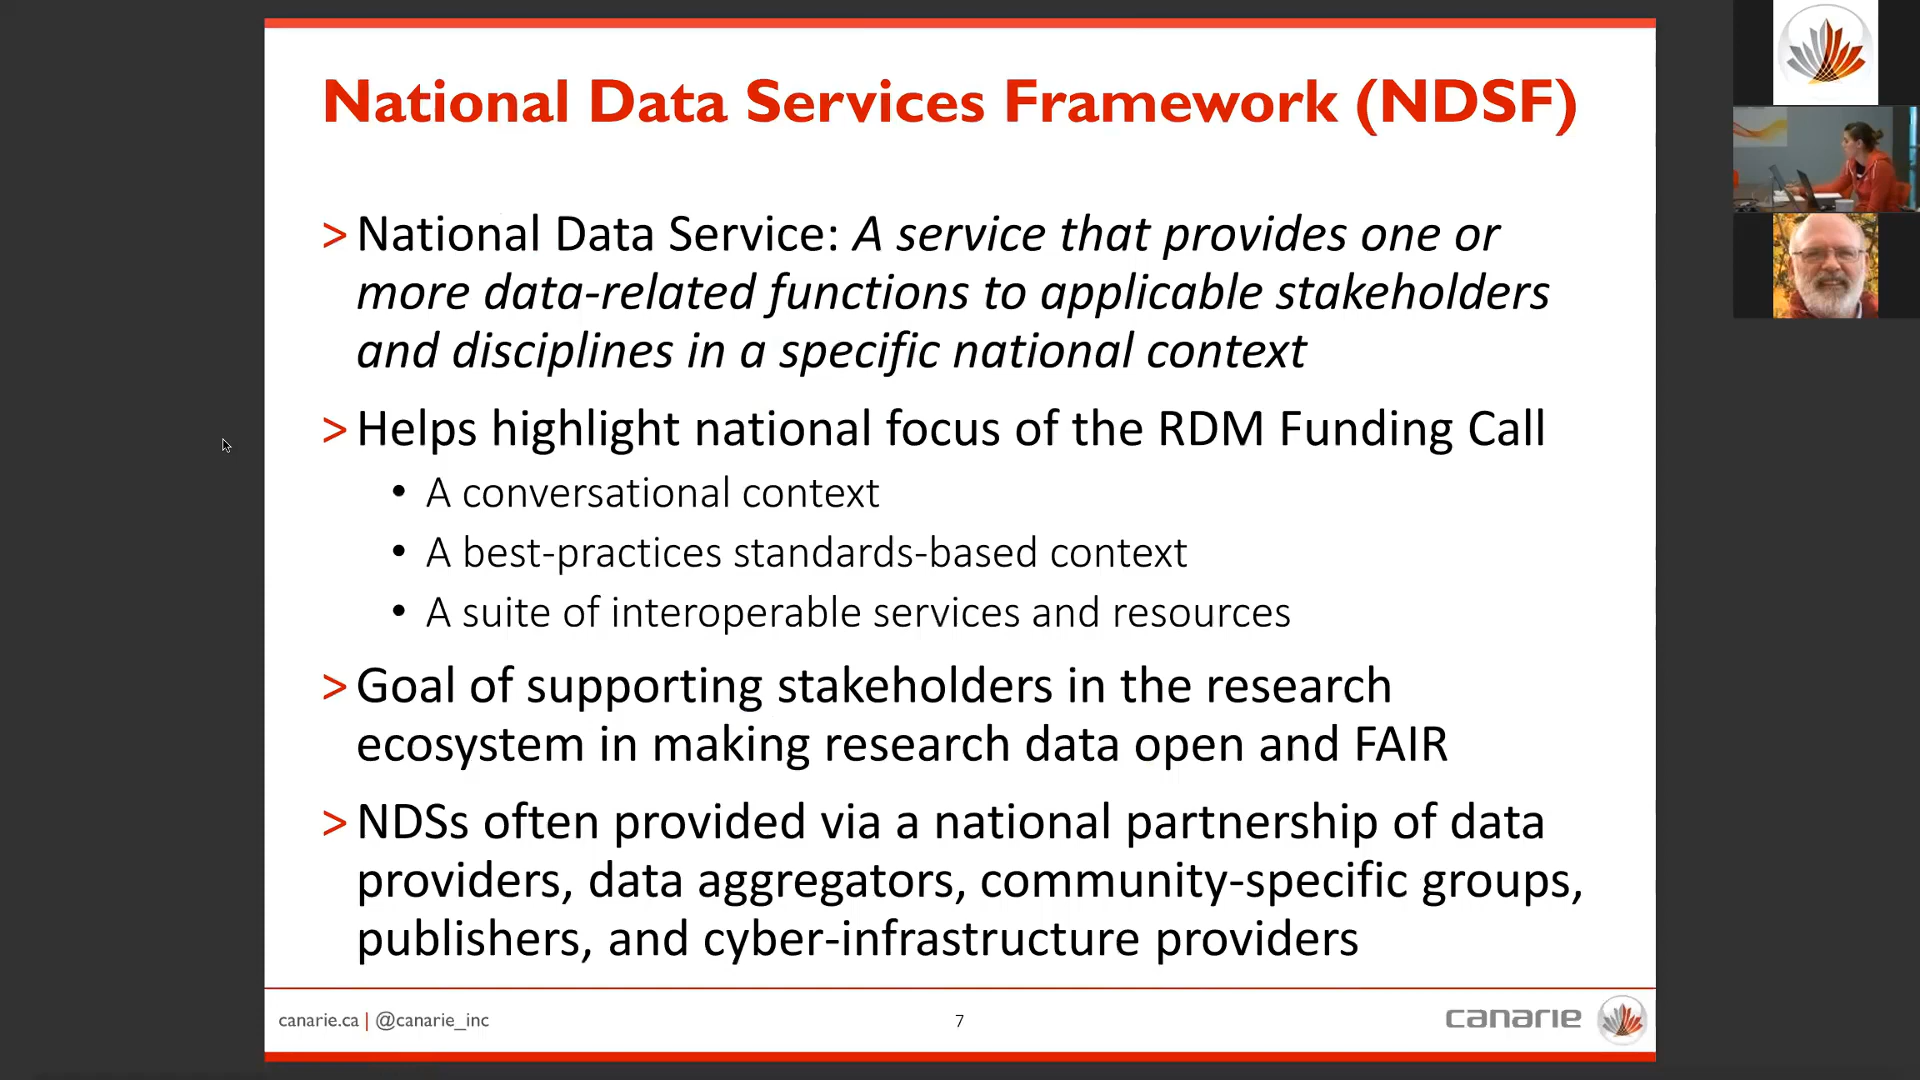 National Data Services Framework (NDSF)
> National Data Service: A service that provides one or
more data-related functions to applicable stakeholders
and disciplines in a specific national context
> Helps highlight national focus of the RDM Funding Call
• A conversational context
• A best-practices standards-based context
• A suite of interoperable services and resources
> Goal of supporting stakeholders in the research
ecosystem in making research data open and FAIR
> NDSs often provided via a national partnership of data
providers, data aggregators, community-specific groups,
publishers, and cyber-infrastructure providers
canarie.ca | @canarie_inc
7
canarie